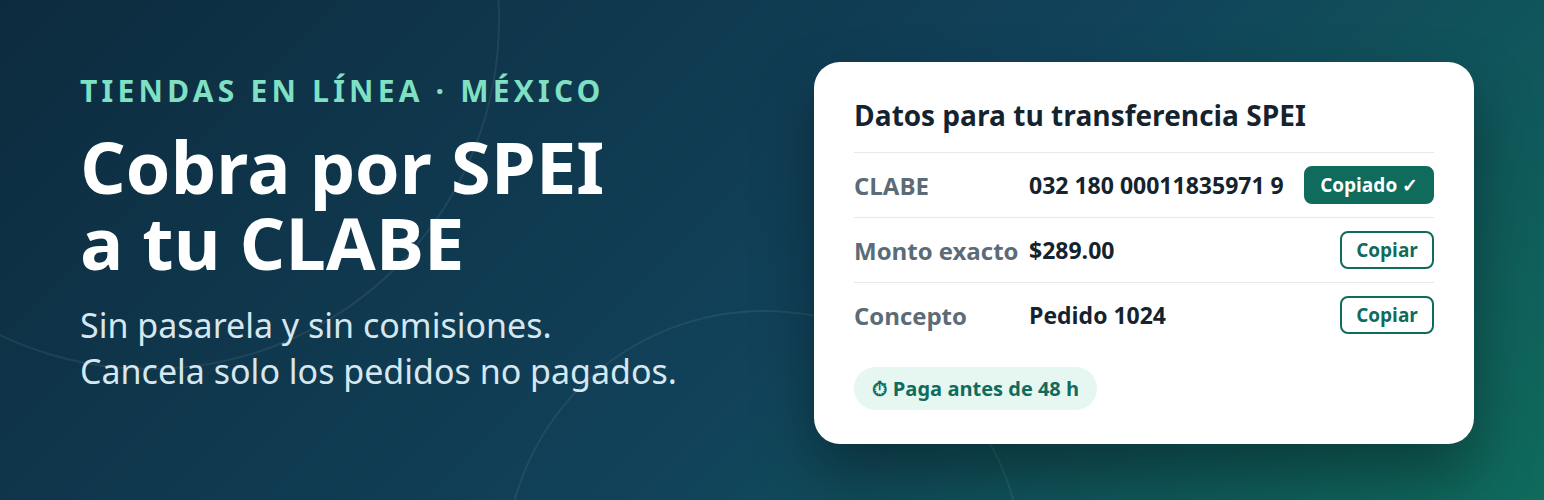 TIENDAS EN LÍNEA · MÉXICO
Cobra por SPEI
a tu CLABE
Sin pasarela y sin comisiones.
Cancela solo los pedidos no pagados.
Datos para tu transferencia SPEI
CLABE 032 180 00011835971 9 Copiado ✓
Monto exacto $289.00 Copiar
Concepto Pedido 1024 Copiar
⏱ Paga antes de 48 h